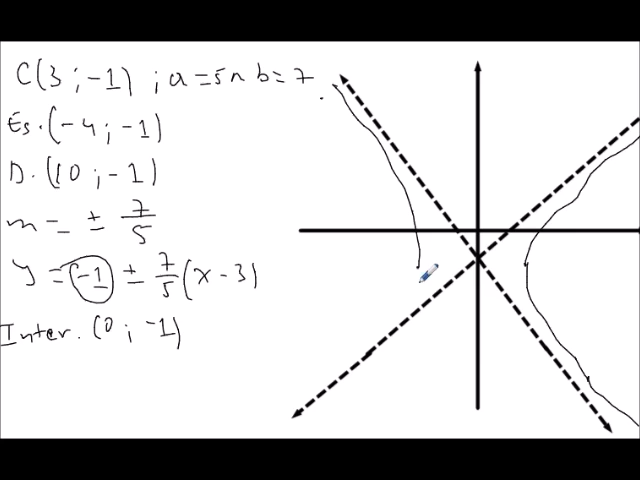 C(3 ; -1) ; a = 5 ∧ b = 7
Es. (-4 ; -1)
D. (10 ; -1)
m = ± 7/5
y = -1 ± 7/5 (x - 3)
Inter. (0 ; -1)